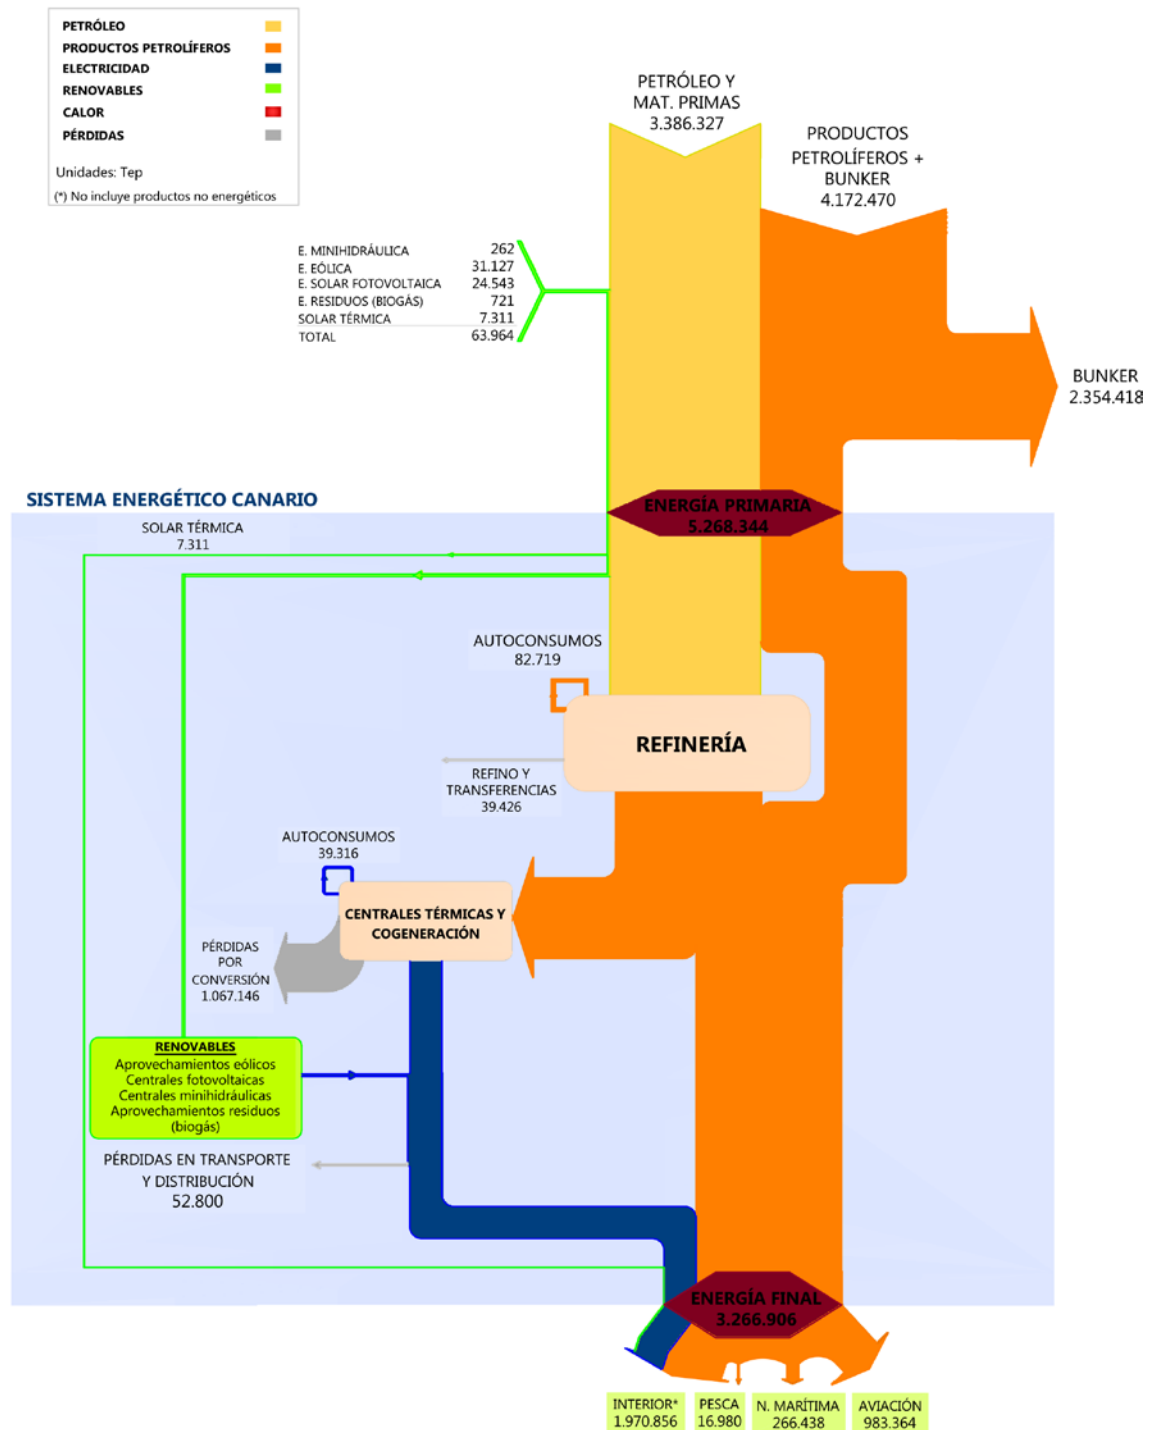 PETRÓLEO
PRODUCTOS PETROLÍFEROS
ELECTRICIDAD
RENOVABLES
CALOR
PÉRDIDAS
Unidades: Tep
(*) No incluye productos no energéticos
PETRÓLEO Y
MAT. PRIMAS
3.386.327
PRODUCTOS
PETROLÍFEROS +
BUNKER
4.172.470
E. MINIHIDRÁULICA 262
E. EÓLICA 31.127
E. SOLAR FOTOVOLTAICA 24.543
E. RESIDUOS (BIOGÁS) 721
SOLAR TÉRMICA 7.311
TOTAL 63.964
BUNKER
2.354.418
SISTEMA ENERGÉTICO CANARIO
ENERGÍA PRIMARIA
5.268.344
SOLAR TÉRMICA
7.311
AUTOCONSUMOS
82.719
REFINERÍA
REFINO Y
TRANSFERENCIAS
39.426
AUTOCONSUMOS
39.316
CENTRALES TÉRMICAS Y
COGENERACIÓN
PÉRDIDAS
POR
CONVERSIÓN
1.067.146
RENOVABLES
Aprovechamientos eólicos
Centrales fotovoltaicas
Centrales minihidráulicas
Aprovechamientos residuos
(biogás)
PÉRDIDAS EN TRANSPORTE
Y DISTRIBUCIÓN
52.800
ENERGÍA FINAL
3.266.906
INTERIOR*
1.970.856
PESCA
16.980
N. MARÍTIMA
266.438
AVIACIÓN
983.364